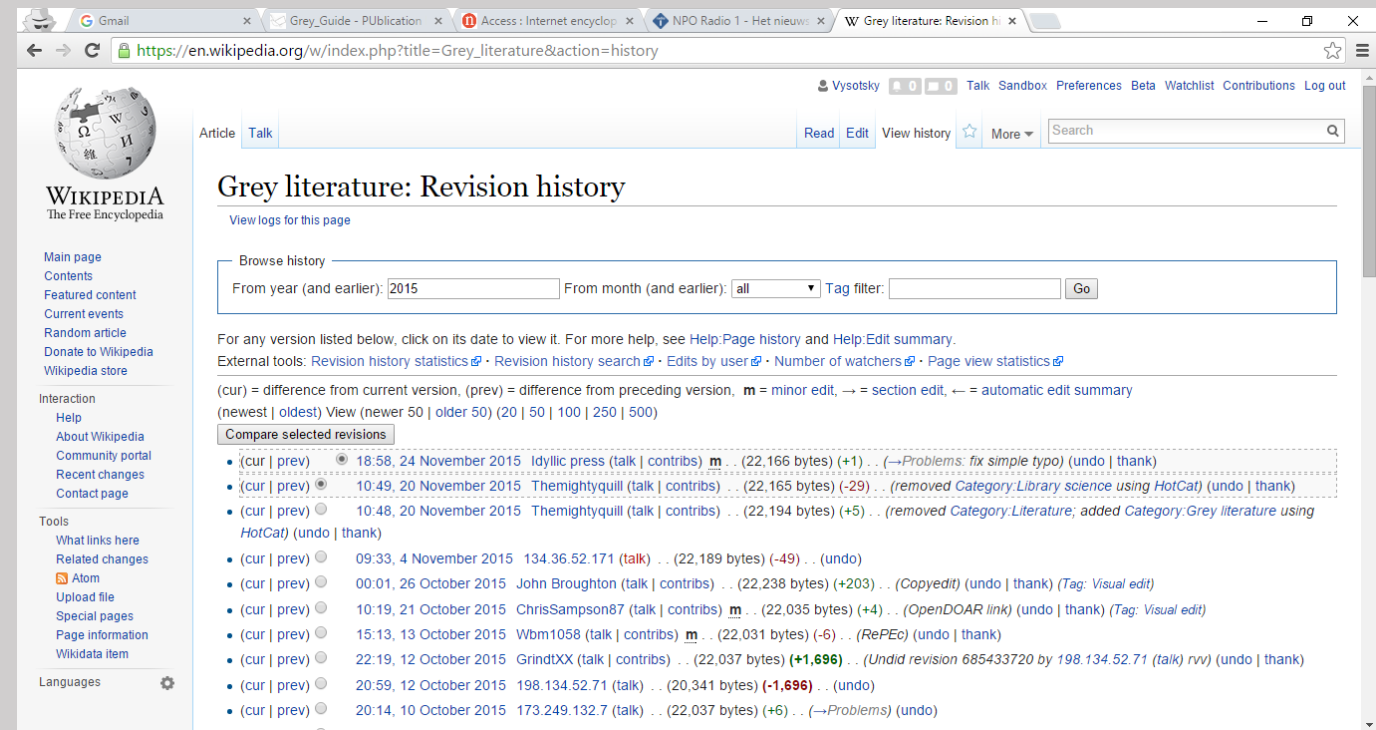 Gmail
Grey_Guide - PUblication
Access : Internet encyclop
NPO Radio 1 - Het nieuws
W Grey literature: Revision hi
https://en.wikipedia.org/w/index.php?title=Grey_literature&action=history
Vysotsky 0 0 Talk Sandbox Preferences Beta Watchlist Contributions Log out
Article Talk Read Edit View history More Search
WIKIPEDIA
The Free Encyclopedia
Main page
Contents
Featured content
Current events
Random article
Donate to Wikipedia
Wikipedia store
Interaction
Help
About Wikipedia
Community portal
Recent changes
Contact page
Tools
What links here
Related changes
Atom
Upload file
Special pages
Page information
Wikidata item
Languages
Grey literature: Revision history
View logs for this page
Browse history
From year (and earlier): 2015 From month (and earlier): all Tag filter: Go
For any version listed below, click on its date to view it. For more help, see Help:Page history and Help:Edit summary.
External tools: Revision history statistics · Revision history search · Edits by user · Number of watchers · Page view statistics
(cur) = difference from current version, (prev) = difference from preceding version, m = minor edit, → = section edit, ← = automatic edit summary
(newest | oldest) View (newer 50 | older 50) (20 | 50 | 100 | 250 | 500)
Compare selected revisions
• (cur | prev) 18:58, 24 November 2015 Idyllic press (talk | contribs) m . . (22,166 bytes) (+1) . . (→Problems: fix simple typo) (undo | thank)
• (cur | prev) 10:49, 20 November 2015 Themightyquill (talk | contribs) . . (22,165 bytes) (-29) . . (removed Category:Library science using HotCat) (undo | thank)
• (cur | prev) 10:48, 20 November 2015 Themightyquill (talk | contribs) . . (22,194 bytes) (+5) . . (removed Category:Literature; added Category:Grey literature using
HotCat) (undo | thank)
• (cur | prev) 09:33, 4 November 2015 134.36.52.171 (talk) . . (22,189 bytes) (-49) . . (undo)
• (cur | prev) 00:01, 26 October 2015 John Broughton (talk | contribs) . . (22,238 bytes) (+203) . . (Copyedit) (undo | thank) (Tag: Visual edit)
• (cur | prev) 10:19, 21 October 2015 ChrisSampson87 (talk | contribs) m . . (22,035 bytes) (+4) . . (OpenDOAR link) (undo | thank) (Tag: Visual edit)
• (cur | prev) 15:13, 13 October 2015 Wbm1058 (talk | contribs) m . . (22,031 bytes) (-6) . . (RePEc) (undo | thank)
• (cur | prev) 22:19, 12 October 2015 GrindtXX (talk | contribs) . . (22,037 bytes) (+1,696) . . (Undid revision 685433720 by 198.134.52.71 (talk) rvv) (undo | thank)
• (cur | prev) 20:59, 12 October 2015 198.134.52.71 (talk) . . (20,341 bytes) (-1,696) . . (undo)
• (cur | prev) 20:14, 10 October 2015 173.249.132.7 (talk) . . (22,037 bytes) (+6) . . (→Problems) (undo)